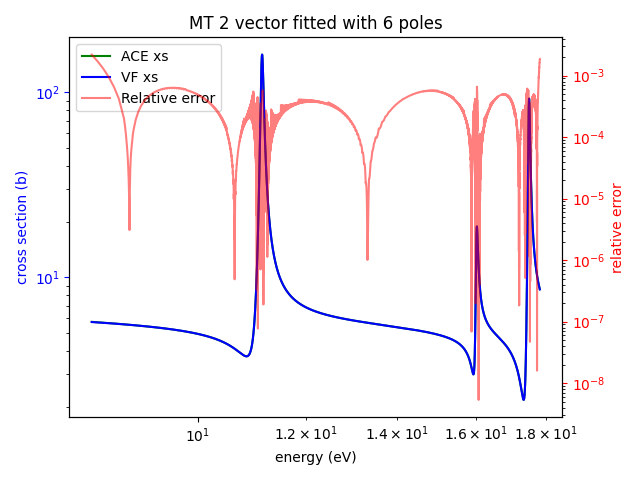 MT 2 vector fitted with 6 poles
ACE xs
VF xs
Relative error
10²
10¹
cross section (b)
10⁻³
10⁻⁴
10⁻⁵
10⁻⁶
10⁻⁷
10⁻⁸
relative error
10¹ 1.2 × 10¹ 1.4 × 10¹ 1.6 × 10¹ 1.8 × 10¹
energy (eV)